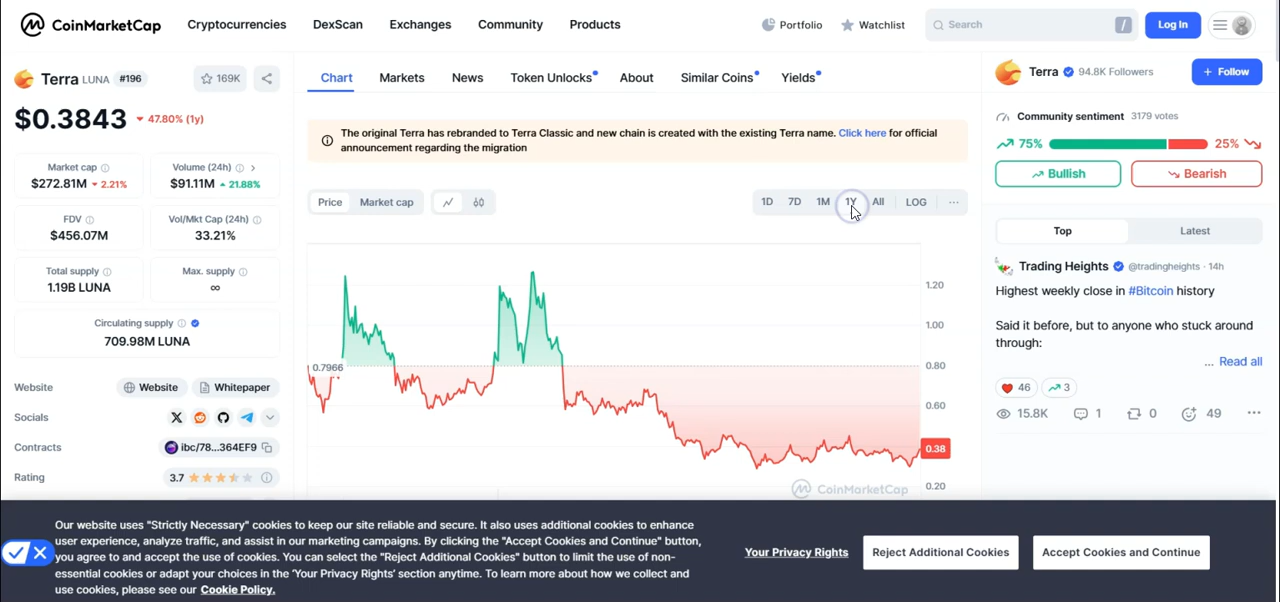 CoinMarketCap
Cryptocurrencies
DexScan
Exchanges
Community
Products
Portfolio
Watchlist
Search
/
Log In
Terra LUNA #196
169K
$0.3843
47.80% (1y)
Market cap
$272.81M 2.21%
Volume (24h)
$91.11M 21.88%
FDV
$456.07M
Vol/Mkt Cap (24h)
33.21%
Total supply
1.19B LUNA
Max. supply
∞
Circulating supply
709.98M LUNA
Website
Website
Whitepaper
Socials
Contracts
ibc/78...364EF9
Rating
3.7
Chart
Markets
News
Token Unlocks
About
Similar Coins
Yields
The original Terra has rebranded to Terra Classic and new chain is created with the existing Terra name. Click here for official
announcement regarding the migration
Price
Market cap
1D
7D
1M
1Y
All
LOG
...
0.7966
1.20
1.00
0.80
0.60
0.38
0.20
CoinMarketCap
Terra 94.8K Followers
+ Follow
Community sentiment 3179 votes
75%
25%
Bullish
Bearish
Top
Latest
Trading Heights @tradingheights · 14h
Highest weekly close in #Bitcoin history
Said it before, but to anyone who stuck around
through:
... Read all
46
3
15.8K
1
0
49
...
Our website uses "Strictly Necessary" cookies to keep our site reliable and secure. It also uses additional cookies to enhance
user experience, analyze traffic, and assist in our marketing campaigns. By clicking the "Accept Cookies and Continue" button,
you agree to and accept the use of cookies. You can select the "Reject Additional Cookies" button to limit the use of non-
essential cookies or adapt your choices in the 'Your Privacy Rights' section anytime. To learn more about how we collect and
use cookies, please see our Cookie Policy.
Your Privacy Rights
Reject Additional Cookies
Accept Cookies and Continue